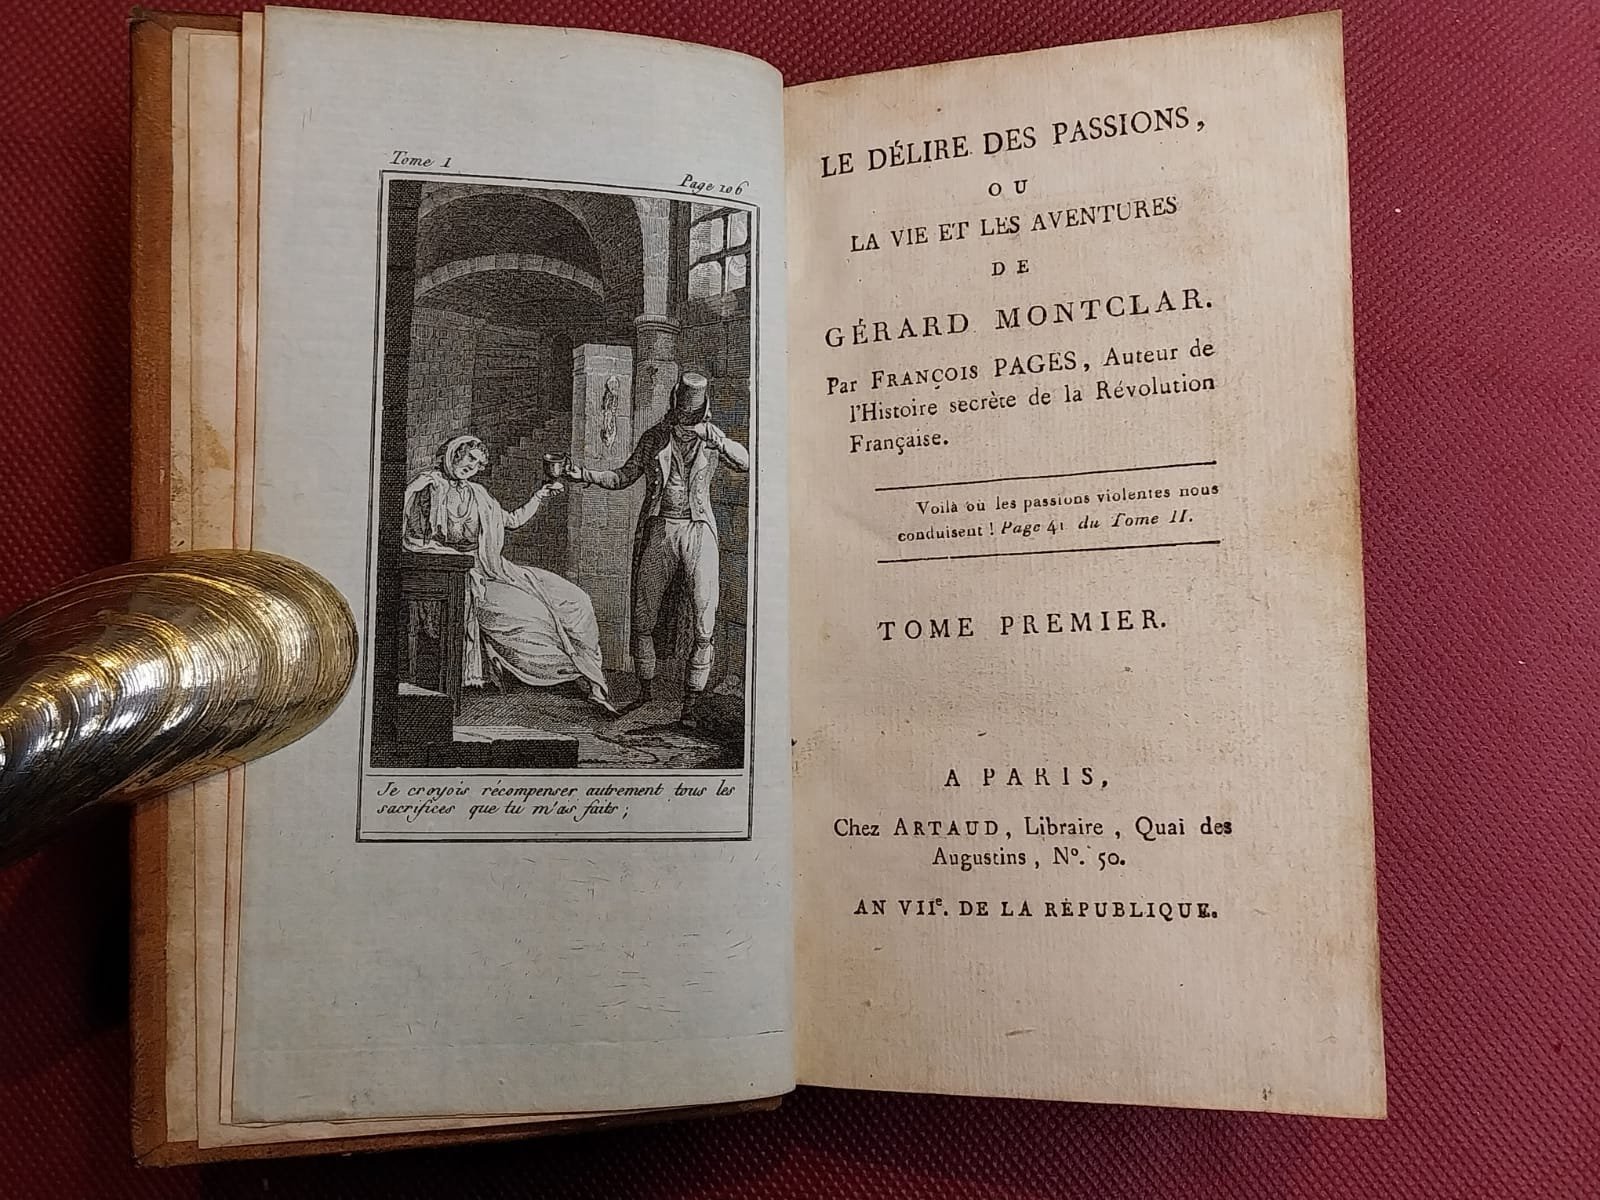 Tome I
Page 106
Je croyois récompenser autrement tous les
sacrifices que tu m'as faits ;
LE DÉLIRE DES PASSIONS,
OU
LA VIE ET LES AVENTURES
DE
GÉRARD MONTCLAR.
Par FRANÇOIS PAGES, Auteur de
l'Histoire secrète de la Révolution
Française.
Voilà où les passions violentes nous
conduisent ! Page 41 du Tome II.
TOME PREMIER.
A PARIS,
Chez ARTAUD, Libraire, Quai des
Augustins, N°. 50.
AN VIIe. DE LA RÉPUBLIQUE.